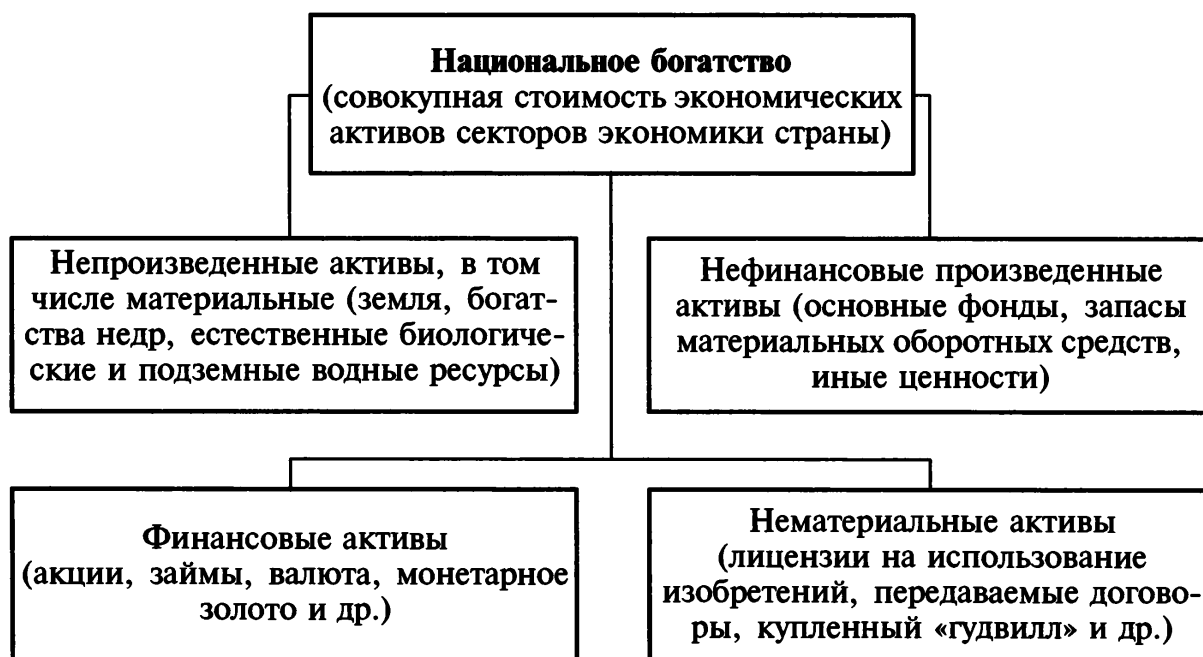 Национальное богатство
(совокупная стоимость экономических
активов секторов экономики страны)
Непроизведенные активы, в том
числе материальные (земля, богат-
ства недр, естественные биологиче-
ские и подземные водные ресурсы)
Нефинансовые произведенные
активы (основные фонды, запасы
материальных оборотных средств,
иные ценности)
Финансовые активы
(акции, займы, валюта, монетарное
золото и др.)
Нематериальные активы
(лицензии на использование
изобретений, передаваемые догово-
ры, купленный «гудвилл» и др.)